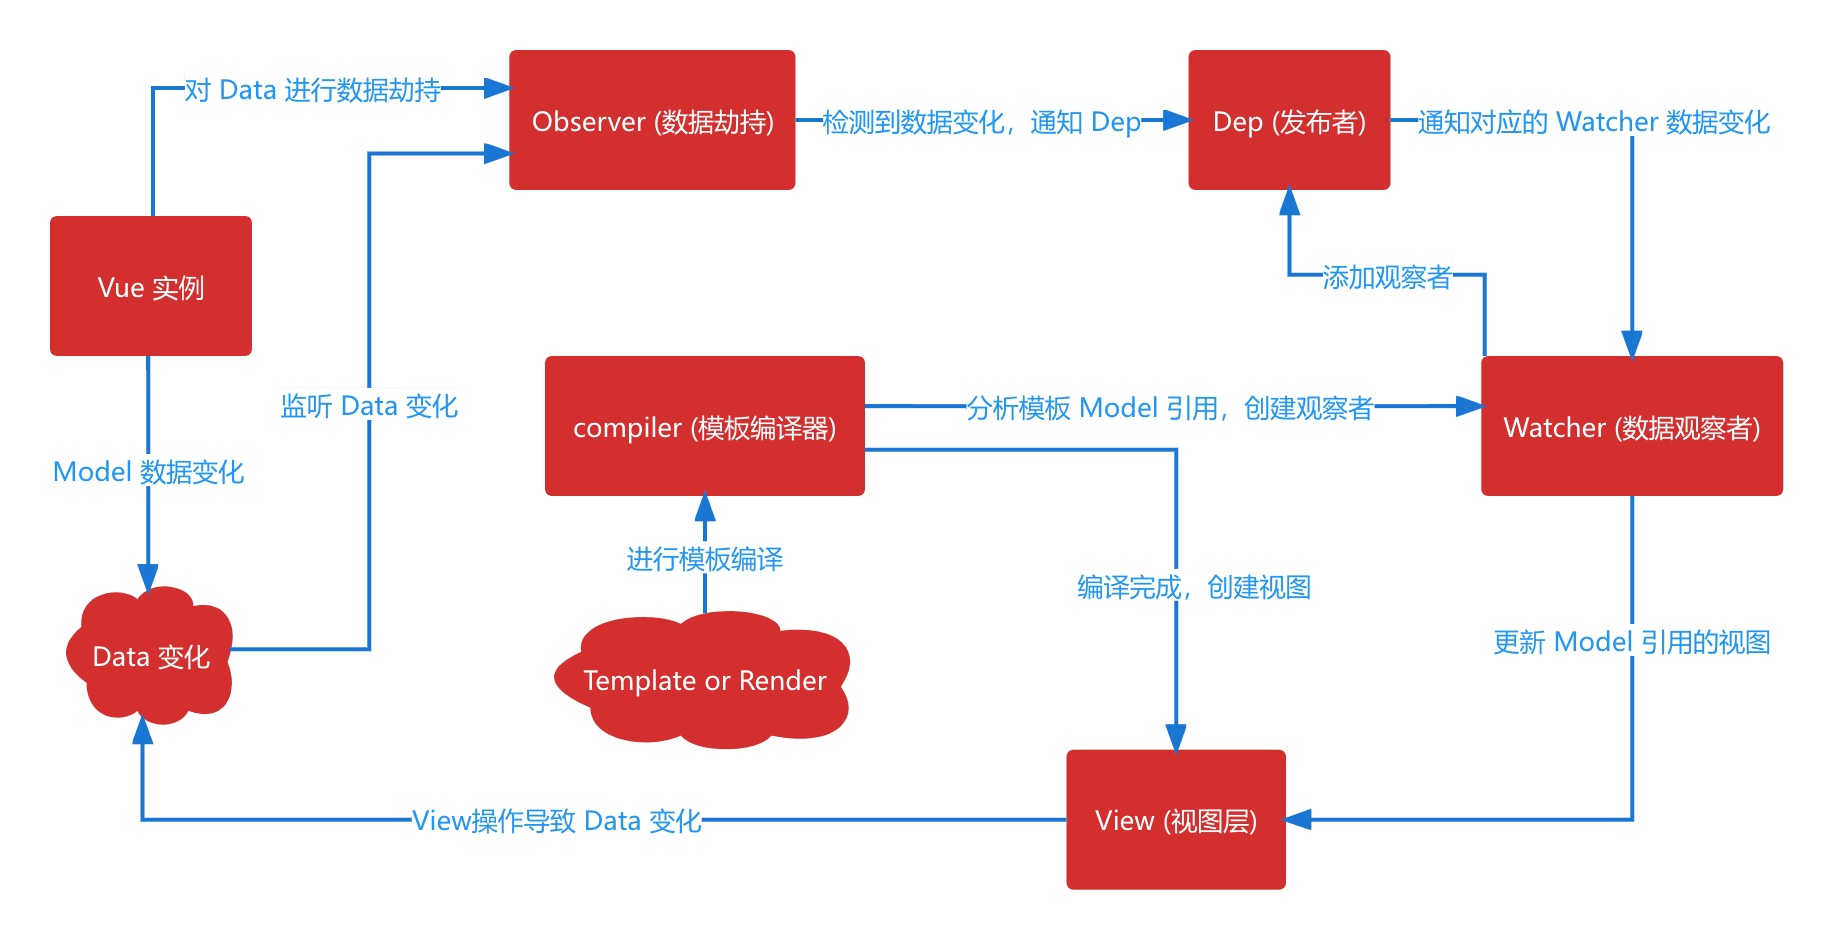 对 Data 进行数据劫持
Observer (数据劫持)
检测到数据变化，通知 Dep
Dep (发布者)
通知对应的 Watcher 数据变化
Vue 实例
添加观察者
监听 Data 变化
compiler (模板编译器)
分析模板 Model 引用，创建观察者
Watcher (数据观察者)
Model 数据变化
进行模板编译
编译完成，创建视图
更新 Model 引用的视图
Data 变化
Template or Render
View操作导致 Data 变化
View (视图层)